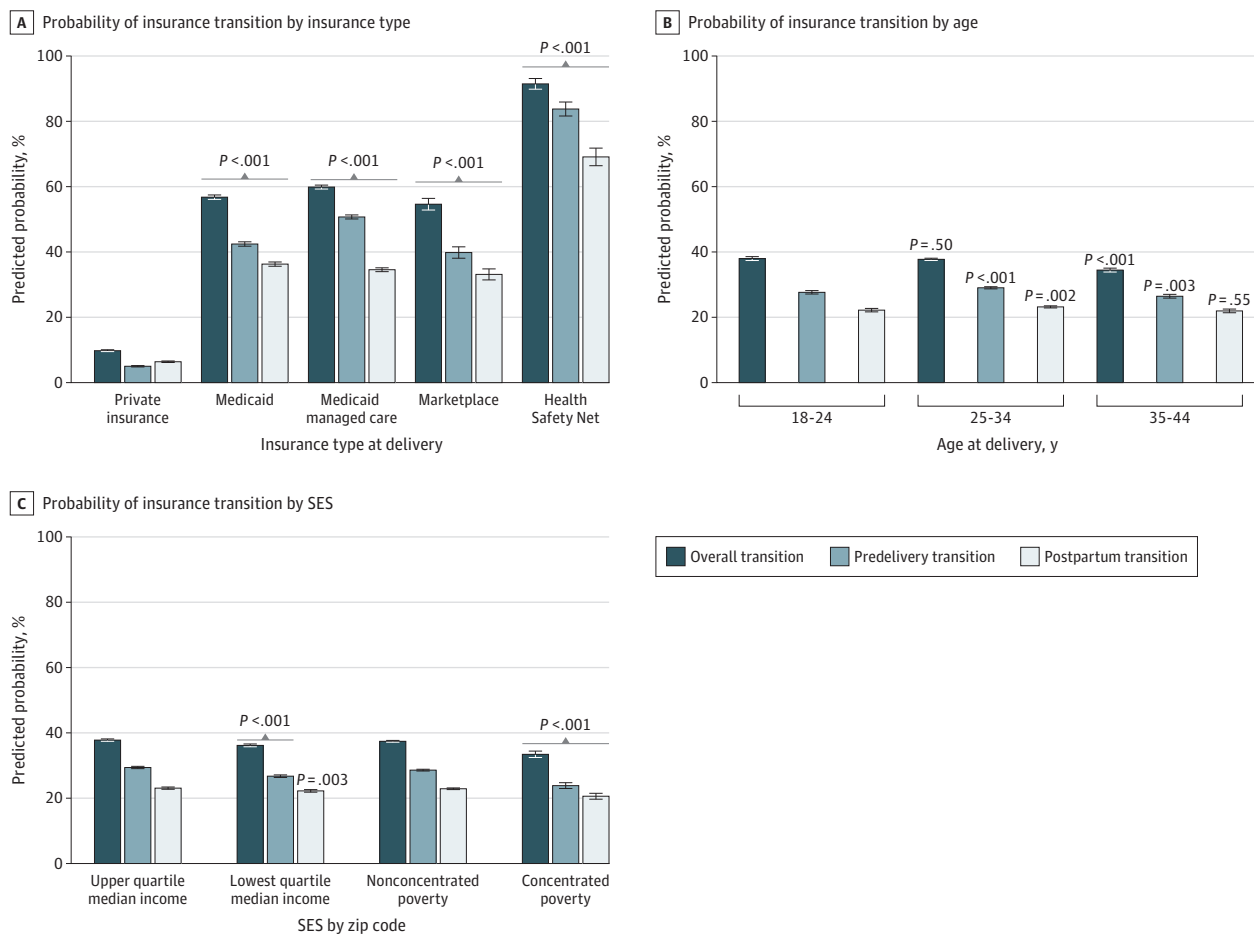 A Probability of insurance transition by insurance type
100
80
60
40
20
0
Predicted probability, %
P <.001
P <.001
P <.001
P <.001
Private insurance
Medicaid
Medicaid managed care
Marketplace
Health Safety Net
Insurance type at delivery
B Probability of insurance transition by age
100
80
60
40
20
0
Predicted probability, %
P = .50
P <.001
P = .002
P <.001
P = .003
P = .55
18-24
25-34
35-44
Age at delivery, y
C Probability of insurance transition by SES
100
80
60
40
20
0
Predicted probability, %
P <.001
P = .003
P <.001
Upper quartile median income
Lowest quartile median income
Nonconcentrated poverty
Concentrated poverty
SES by zip code
Overall transition
Predelivery transition
Postpartum transition